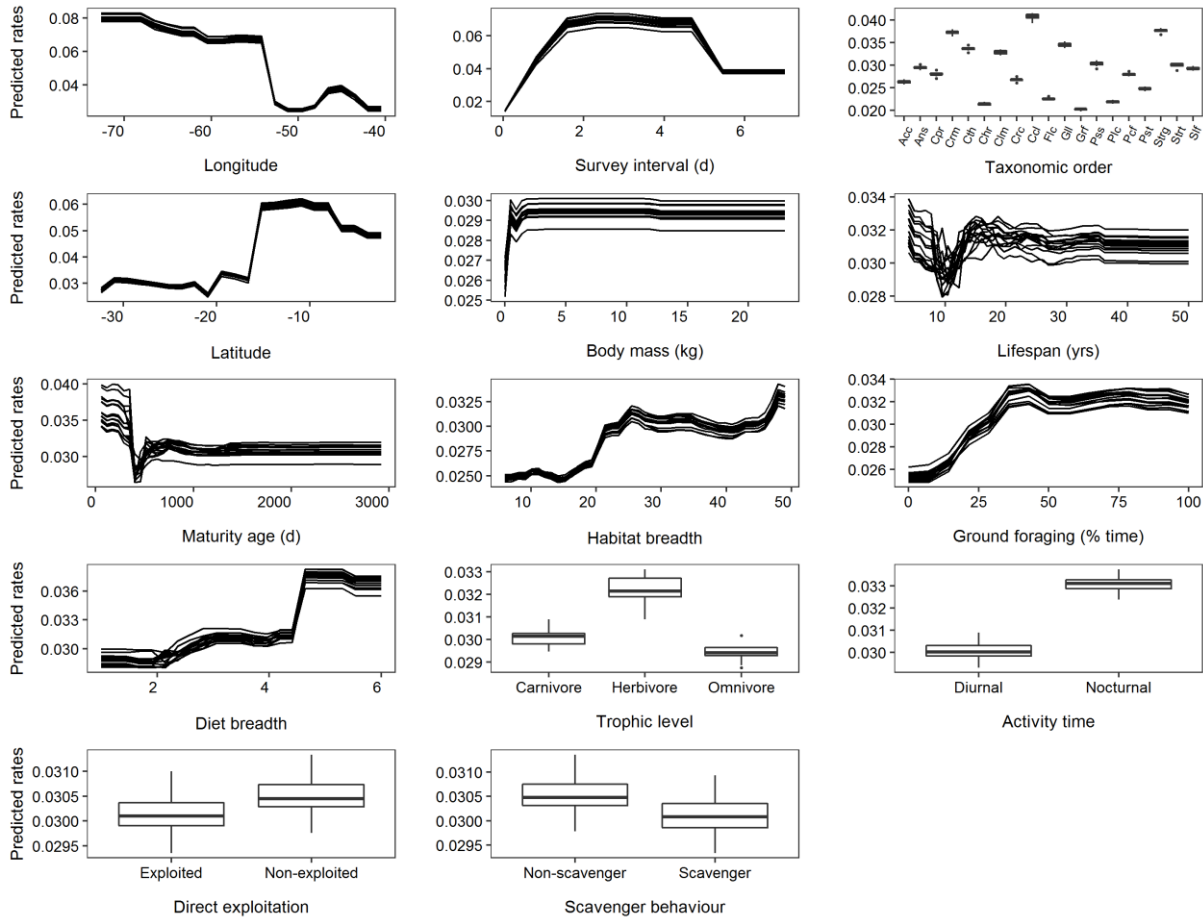 Predicted rates
0.08
0.06
0.04
-70
-60
-50
-40
Longitude
0.06
0.04
0.02
0
2
4
6
Survey interval (d)
0.040
0.035
0.030
0.025
0.020
Acc
Ans
Cpr
Crm
Cth
Chr
Clm
Crc
Ccl
Flc
Gll
Grf
Pss
Plc
Pcf
Pst
Strg
Strt
Slf
Taxonomic order
Predicted rates
0.06
0.05
0.04
0.03
-30
-20
-10
Latitude
0.030
0.029
0.028
0.027
0.026
0.025
0
5
10
15
20
Body mass (kg)
0.034
0.032
0.030
0.028
10
20
30
40
50
Lifespan (yrs)
Predicted rates
0.040
0.035
0.030
0
1000
2000
3000
Maturity age (d)
0.0325
0.0300
0.0275
0.0250
10
20
30
40
50
Habitat breadth
0.034
0.032
0.030
0.028
0.026
0
25
50
75
100
Ground foraging (% time)
Predicted rates
0.036
0.033
0.030
2
4
6
Diet breadth
0.033
0.032
0.030
0.029
Carnivore
Herbivore
Omnivore
Trophic level
0.033
0.030
Diurnal
Nocturnal
Activity time
Predicted rates
0.0310
0.0305
0.0300
0.0295
Exploited
Non-exploited
Direct exploitation
0.0310
0.0305
0.0300
0.0295
Non-scavenger
Scavenger
Scavenger behaviour